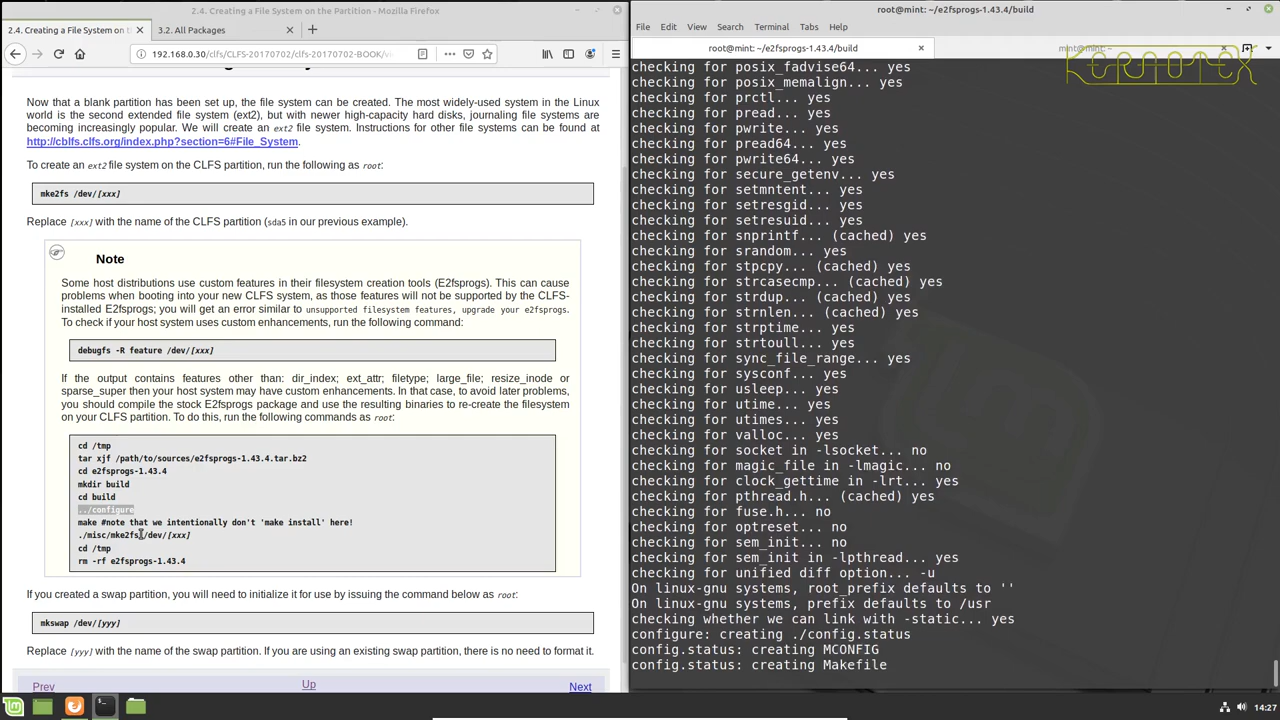 2.4. Creating a File System on the Partition - Mozilla Firefox
2.4. Creating a File System on
3.2. All Packages
192.168.0.30/clfs/CLFS-20170702/clfs-20170702-BOOK/
Now that a blank partition has been set up, the file system can be created. The most widely-used system in the Linux
world is the second extended file system (ext2), but with newer high-capacity hard disks, journaling file systems are
becoming increasingly popular. We will create an ext2 file system. Instructions for other file systems can be found at
http://cblfs.clfs.org/index.php?section=6#File_System.
To create an ext2 file system on the CLFS partition, run the following as root:
mke2fs /dev/[xxx]
Replace [xxx] with the name of the CLFS partition (sda5 in our previous example).
Note
Some host distributions use custom features in their filesystem creation tools (E2fsprogs). This can cause
problems when booting into your new CLFS system, as those features will not be supported by the CLFS-
installed E2fsprogs; you will get an error similar to unsupported filesystem features, upgrade your e2fsprogs.
To check if your host system uses custom enhancements, run the following command:
debugfs -R feature /dev/[xxx]
If the output contains features other than: dir_index; ext_attr; filetype; large_file; resize_inode or
sparse_super then your host system may have custom enhancements. In that case, to avoid later problems,
you should compile the stock E2fsprogs package and use the resulting binaries to re-create the filesystem
on your CLFS partition. To do this, run the following commands as root:
cd /tmp
tar xjf /path/to/sources/e2fsprogs-1.43.4.tar.bz2
cd e2fsprogs-1.43.4
mkdir build
cd build
../configure
make #note that we intentionally don't 'make install' here!
./misc/mke2fs /dev/[xxx]
cd /tmp
rm -rf e2fsprogs-1.43.4
If you created a swap partition, you will need to initialize it for use by issuing the command below as root:
mkswap /dev/[yyy]
Replace [yyy] with the name of the swap partition. If you are using an existing swap partition, there is no need to format it.
Prev
Up
Next
root@mint: ~/e2fsprogs-1.43.4/build
File Edit View Search Terminal Tabs Help
root@mint: ~/e2fsprogs-1.43.4/build
mint@mint: ~
KERNOTEX
checking for posix_fadvise64... yes
checking for posix_memalign... yes
checking for prctl... yes
checking for pread... yes
checking for pwrite... yes
checking for pread64... yes
checking for pwrite64... yes
checking for secure_getenv... yes
checking for setmntent... yes
checking for setresgid... yes
checking for setresuid... yes
checking for snprintf... (cached) yes
checking for srandom... yes
checking for stpcpy... (cached) yes
checking for strcasecmp... (cached) yes
checking for strdup... (cached) yes
checking for strnlen... (cached) yes
checking for strptime... yes
checking for strtoull... yes
checking for sync_file_range... yes
checking for sysconf... yes
checking for usleep... yes
checking for utime... yes
checking for utimes... yes
checking for valloc... yes
checking for socket in -lsocket... no
checking for magic_file in -lmagic... no
checking for clock_gettime in -lrt... yes
checking for pthread.h... (cached) yes
checking for fuse.h... no
checking for optreset... no
checking for sem_init... no
checking for sem_init in -lpthread... yes
checking for unified diff option... -u
On linux-gnu systems, root_prefix defaults to ''
On linux-gnu systems, prefix defaults to /usr
checking whether we can link with -static... yes
configure: creating ./config.status
config.status: creating MCONFIG
config.status: creating Makefile
14:27